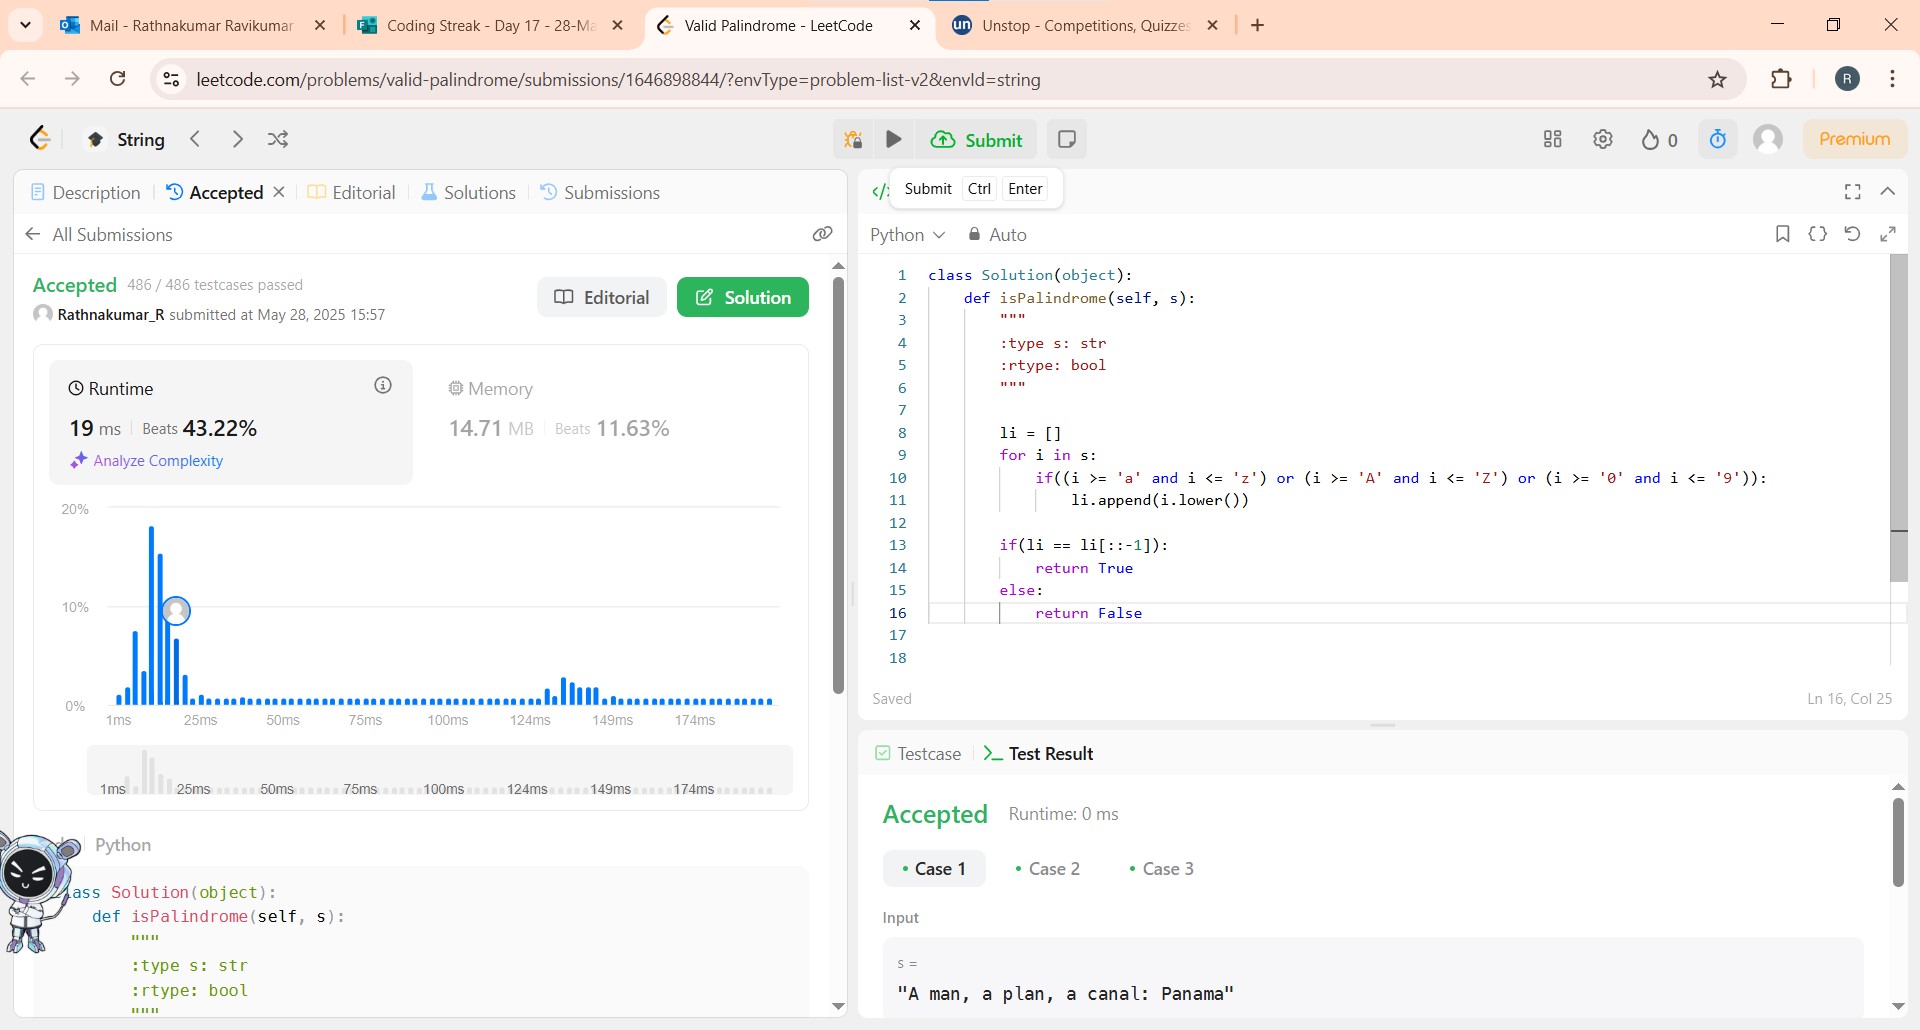 Mail - Rathnakumar Ravikumar
Coding Streak - Day 17 - 28-Ma
Valid Palindrome - LeetCode
un Unstop - Competitions, Quizzes
leetcode.com/problems/valid-palindrome/submissions/1646898844/?envType=problem-list-v2&envId=string
R
String
Submit
0
Premium
Description
Accepted
Editorial
Solutions
Submissions
All Submissions
Accepted 486 / 486 testcases passed
Rathnakumar_R submitted at May 28, 2025 15:57
Editorial
Solution
Runtime
19 ms Beats 43.22%
Analyze Complexity
Memory
14.71 MB Beats 11.63%
20%
10%
0%
1ms 25ms 50ms 75ms 100ms 124ms 149ms 174ms
1ms 25ms 50ms 75ms 100ms 124ms 149ms 174ms
Python
ass Solution(object):
def isPalindrome(self, s):
"""
:type s: str
:rtype: bool
"""
</>
Submit Ctrl Enter
Python Auto
1 class Solution(object):
2 def isPalindrome(self, s):
3 """
4 :type s: str
5 :rtype: bool
6 """
7
8 li = []
9 for i in s:
10 if((i >= 'a' and i <= 'z') or (i >= 'A' and i <= 'Z') or (i >= '0' and i <= '9')):
11 li.append(i.lower())
12
13 if(li == li[::-1]):
14 return True
15 else:
16 return False
17
18
Saved
Ln 16, Col 25
Testcase
Test Result
Accepted Runtime: 0 ms
Case 1
Case 2
Case 3
Input
s =
"A man, a plan, a canal: Panama"